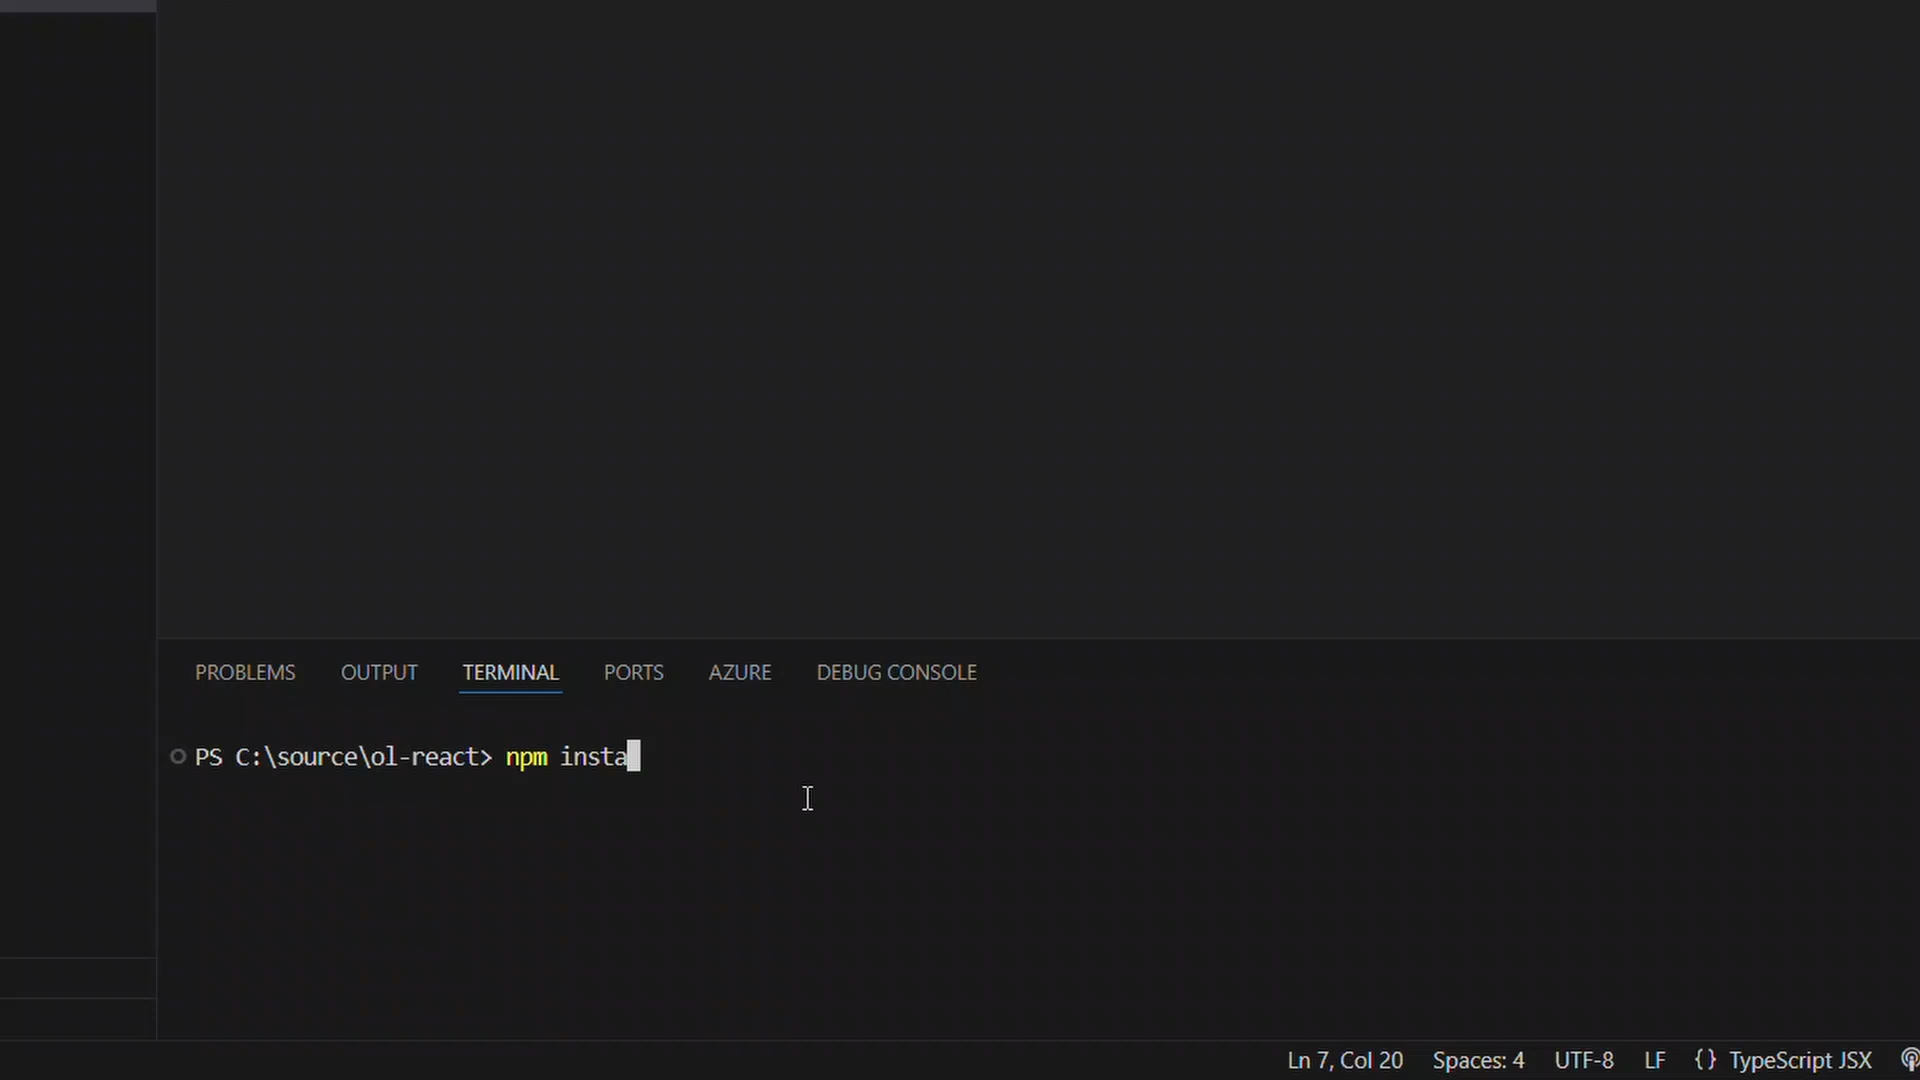 PROBLEMS OUTPUT TERMINAL PORTS AZURE DEBUG CONSOLE
PS C:\source\ol-react> npm insta
Ln 7, Col 20 Spaces: 4 UTF-8 LF {} TypeScript JSX